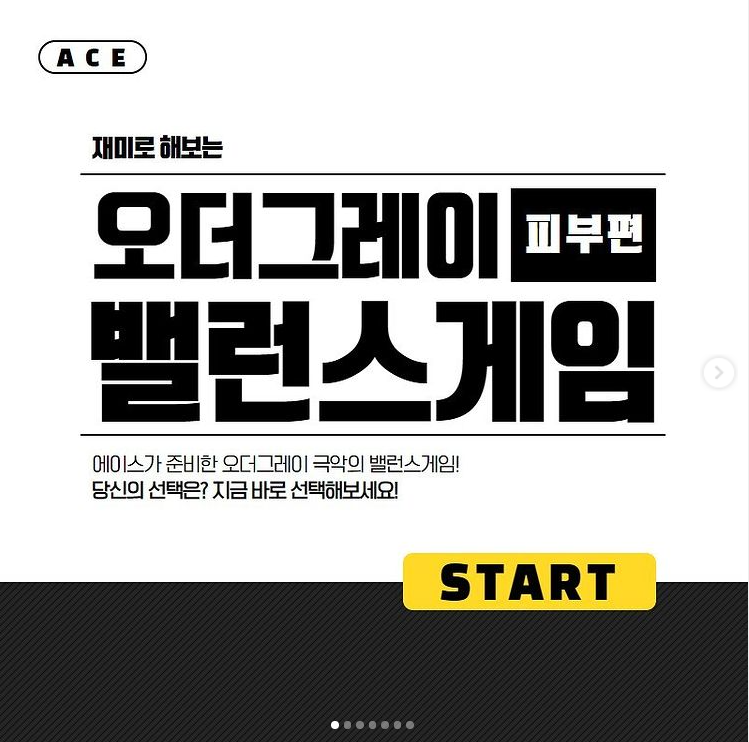 ACE
재미로 해보는
오더그레이 피부편
밸런스게임
에이스가 준비한 오더그레이 극악의 밸런스게임!
당신의 선택은? 지금 바로 선택해보세요!
START